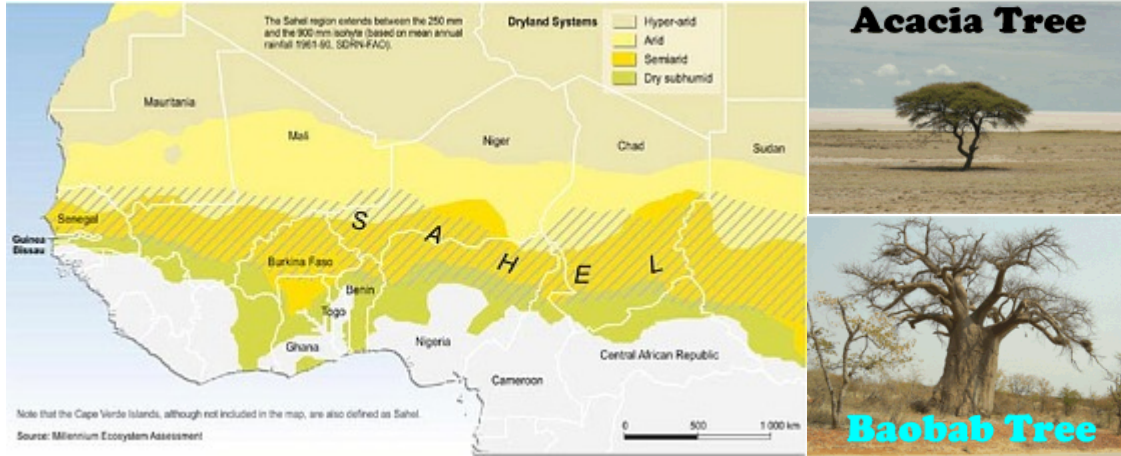 The Sahel region extends between the 250 mm
and the 900 mm isohyte (based on mean annual
rainfall 1961-90, SDRN-FAO).
Dryland Systems
Hyper-arid
Arid
Semiarid
Dry subhumid
Mauritania
Mali
Niger
Chad
Sudan
Senegal
Guinea
Bissau
S A H E L
Burkina Faso
Benin
Togo
Ghana
Nigeria
Cameroon
Central African Republic
Note that the Cape Verde Islands, although not included in the map, are also defined as Sahel.
Source: Millennium Ecosystem Assessment
0 500 1 000 km
Acacia Tree
Baobab Tree